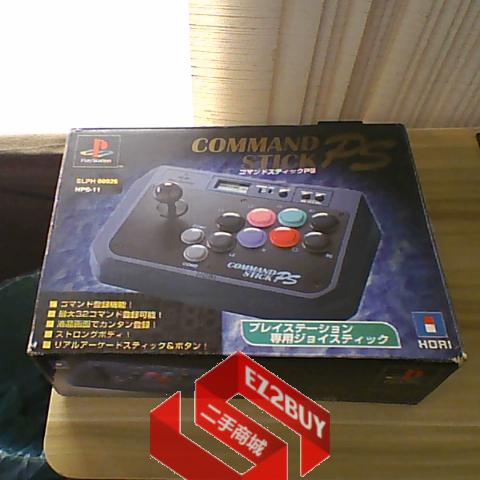 COMMAND
STICK PS
コマンドスティックPS
PlayStation
SLPH 00026
HPS-11
COMMAND
STICK PS
■ コマンド登録機能！
■ 最大32コマンド登録可能！
■ 液晶画面でカンタン登録！
■ ストロングボディ！
■ リアルアーケードスティック&ボタン！
プレイステーション
専用ジョイスティック
HORI
EZ2BUY
二手商城